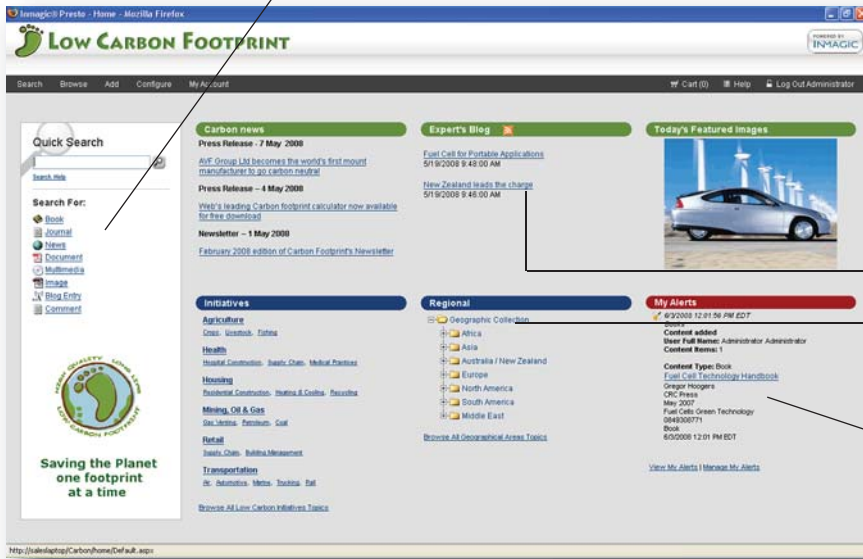 Inmagic® Presto - Home - Mozilla Firefox
LOW CARBON FOOTPRINT
POWERED BY
INMAGIC
Search Browse Add Configure My Account Cart (0) Help Log Out Administrator
Quick Search
Search Help
Search For:
Book
Journal
News
Document
Multimedia
Image
Blog Entry
Comment
HIGH QUALITY LONG LIFE
LOW CARBON FOOTPRINT
Saving the Planet
one footprint
at a time
Carbon news
Press Release - 7 May 2008
AVF Group Ltd becomes the world's first mount
manufacturer to go carbon neutral
Press Release – 4 May 2008
Web's leading Carbon footprint calculator now available
for free download
Newsletter – 1 May 2008
February 2008 edition of Carbon Footprint's Newsletter
Expert's Blog
Fuel Cell for Portable Applications
5/19/2008 9:48:00 AM
New Zealand leads the charge
5/19/2008 9:46:00 AM
Today's Featured Images
Initiatives
Agriculture
Crops, Livestock, Fishing
Health
Hospital Construction, Supply Chain, Medical Practices
Housing
Residential Construction, Heating & Cooling, Recycling
Mining, Oil & Gas
Gas Venting, Petroleum, Coal
Retail
Supply Chain, Building Management
Transportation
Air, Automotive, Metro, Trucking, Rail
Browse All Low Carbon Initiatives Topics
Regional
Geographic Collection
Africa
Asia
Australia / New Zealand
Europe
North America
South America
Middle East
Browse All Geographical Areas Topics
My Alerts
6/3/2008 12:01:56 PM EDT
Books
Content added
User Full Name: Administrator Administrator
Content Items: 1
Content Type: Book
Fuel Cell Technology Handbook
Gregor Hoogers
CRC Press
May 2007
Fuel Cells Green Technology
0849308771
Book
6/3/2008 12:01 PM EDT
View My Alerts | Manage My Alerts
http://saleslaptop/Carbon/home/Default.aspx